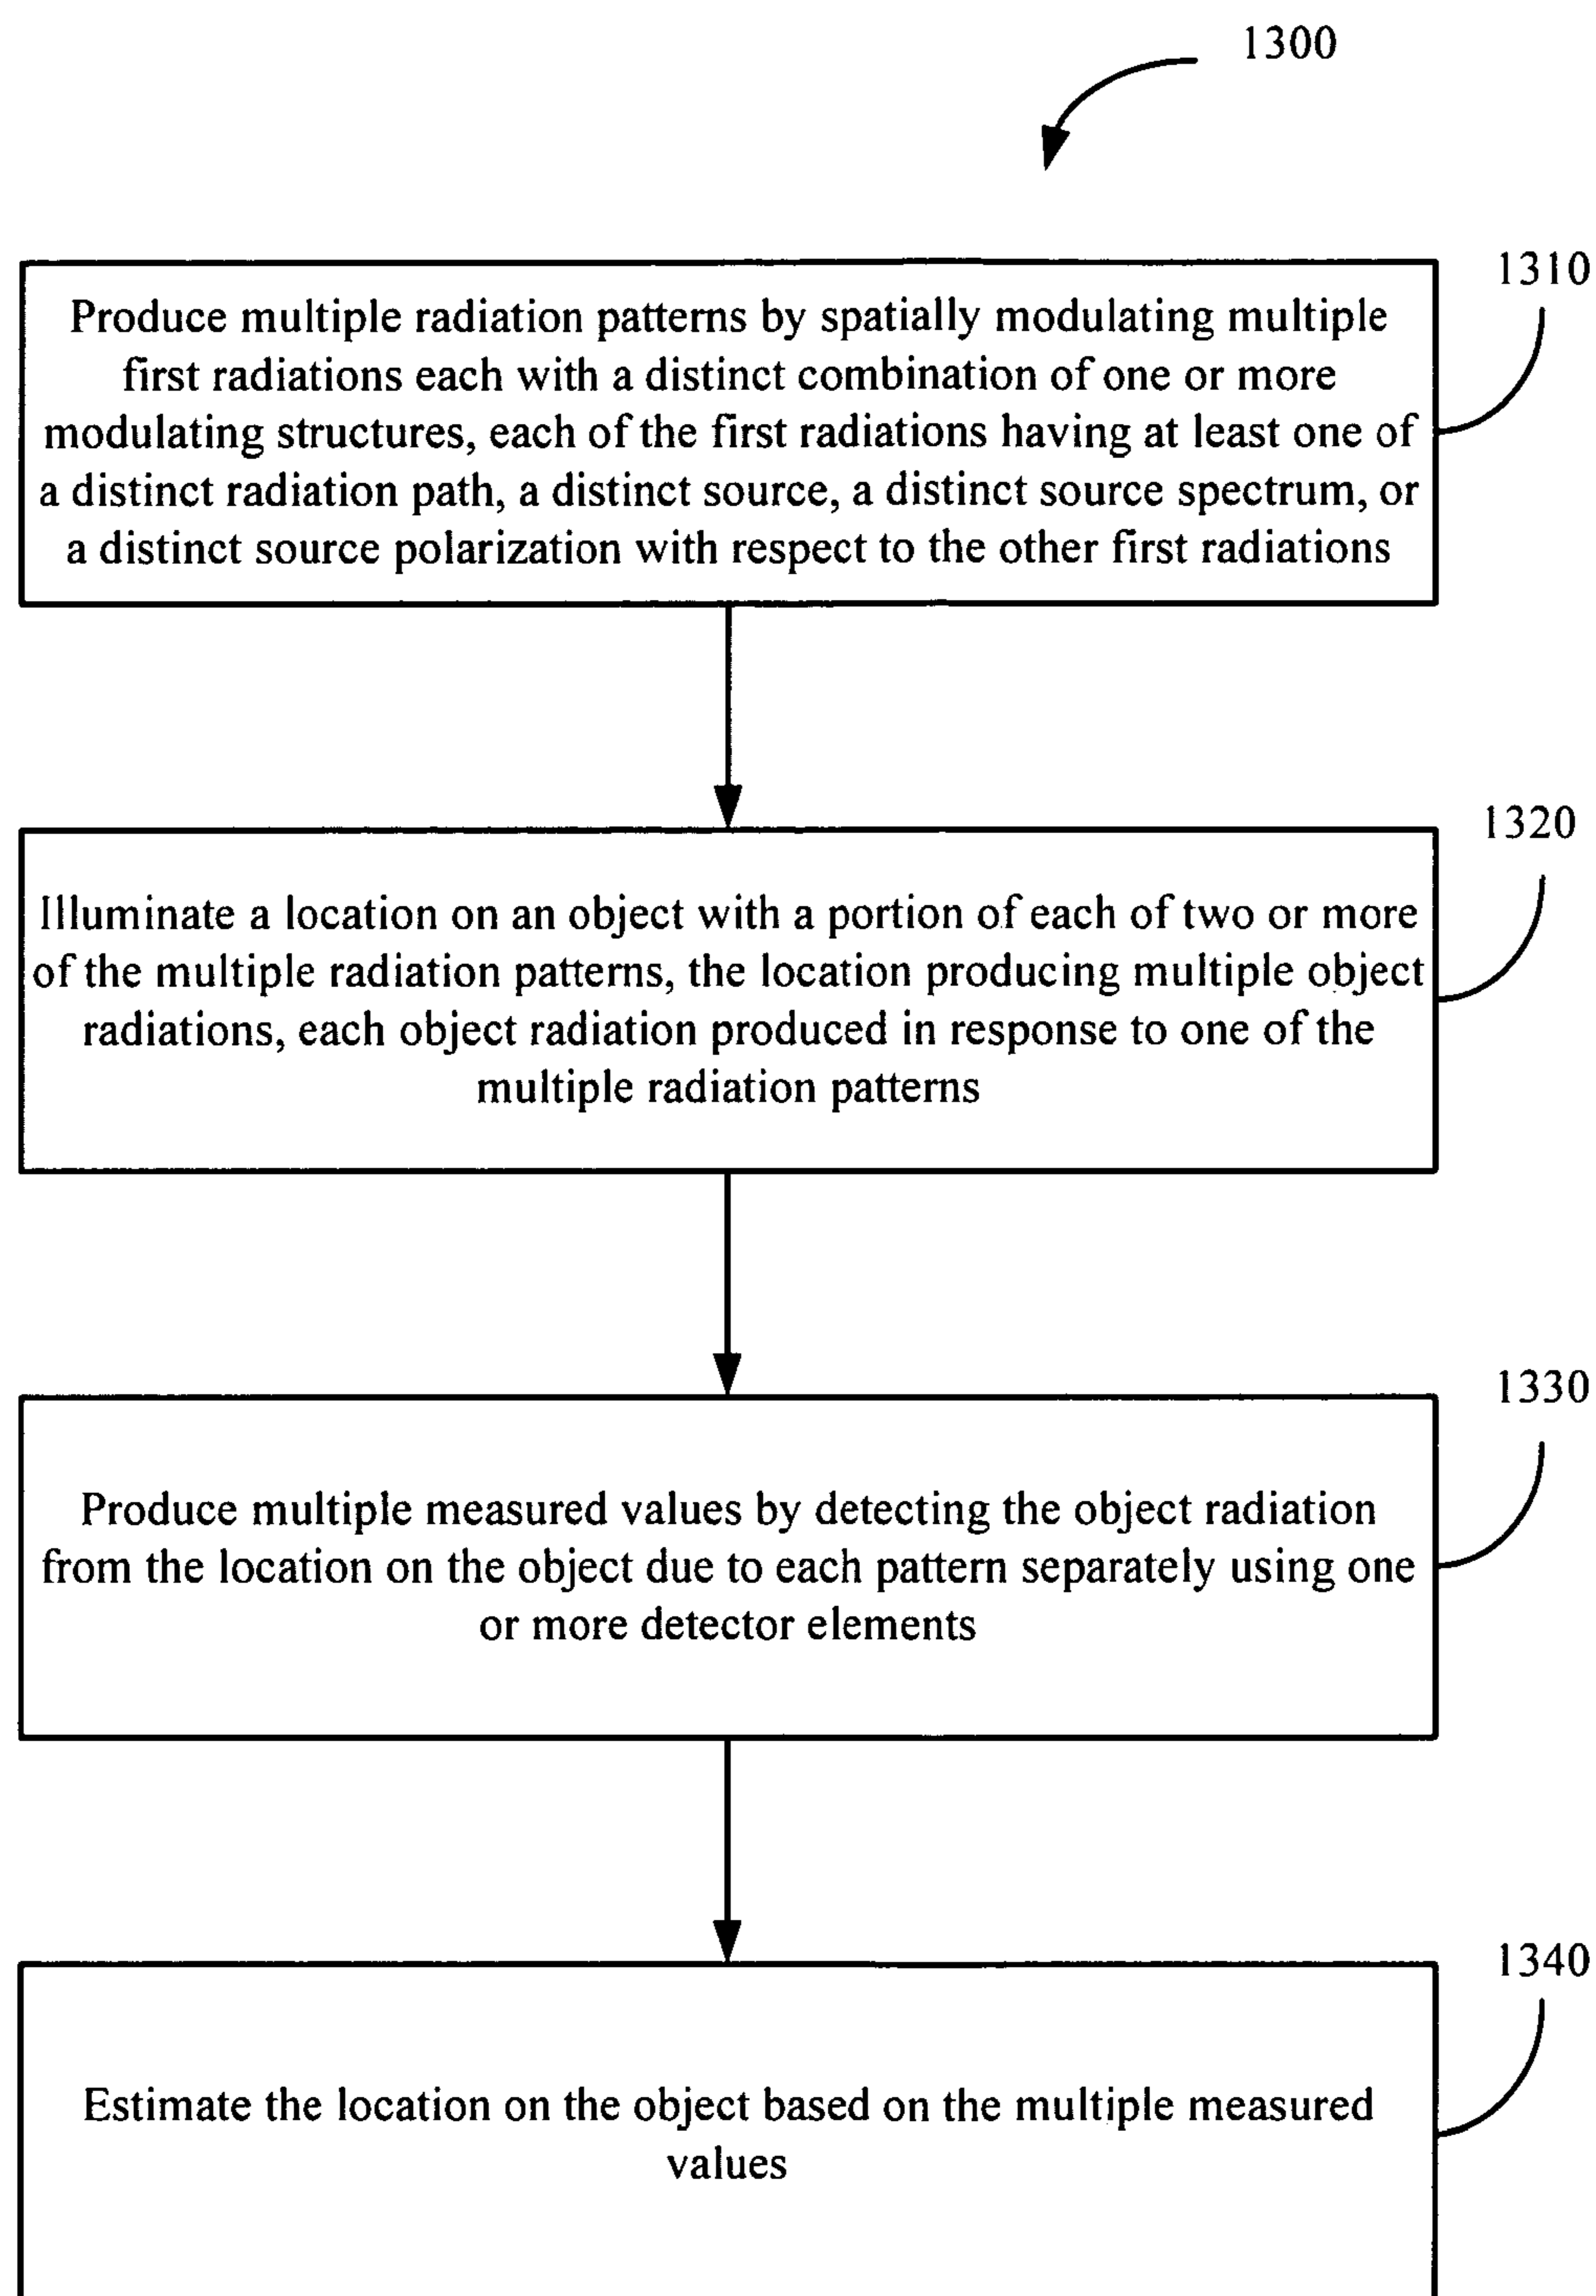 1300
1310
Produce multiple radiation patterns by spatially modulating multiple
first radiations each with a distinct combination of one or more
modulating structures, each of the first radiations having at least one of
a distinct radiation path, a distinct source, a distinct source spectrum, or
a distinct source polarization with respect to the other first radiations
1320
Illuminate a location on an object with a portion of each of two or more
of the multiple radiation patterns, the location producing multiple object
radiations, each object radiation produced in response to one of the
multiple radiation patterns
1330
Produce multiple measured values by detecting the object radiation
from the location on the object due to each pattern separately using one
or more detector elements
1340
Estimate the location on the object based on the multiple measured
values